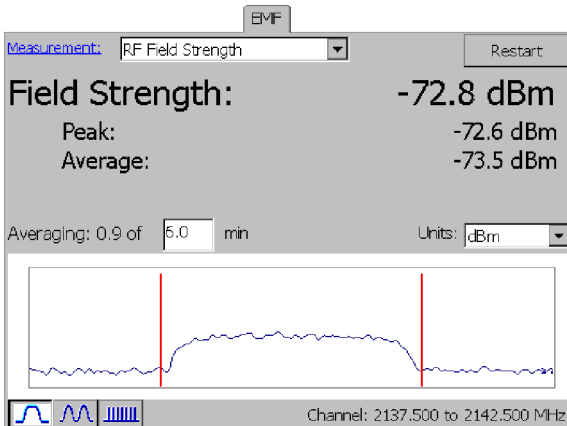 EMF
Measurement: RF Field Strength Restart
Field Strength: -72.8 dBm
Peak: -72.6 dBm
Average: -73.5 dBm
Averaging: 0.9 of 6.0 min Units: dBm
Channel: 2137.500 to 2142.500 MHz